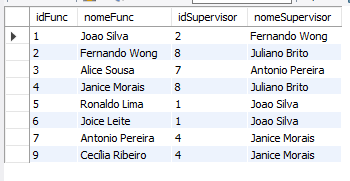 idFunc nomeFunc idSupervisor nomeSupervisor
1 Joao Silva 2 Fernando Wong
2 Fernando Wong 8 Juliano Brito
3 Alice Sousa 7 Antonio Pereira
4 Janice Morais 8 Juliano Brito
5 Ronaldo Lima 1 Joao Silva
6 Joice Leite 1 Joao Silva
7 Antonio Pereira 4 Janice Morais
9 Cecília Ribeiro 4 Janice Morais